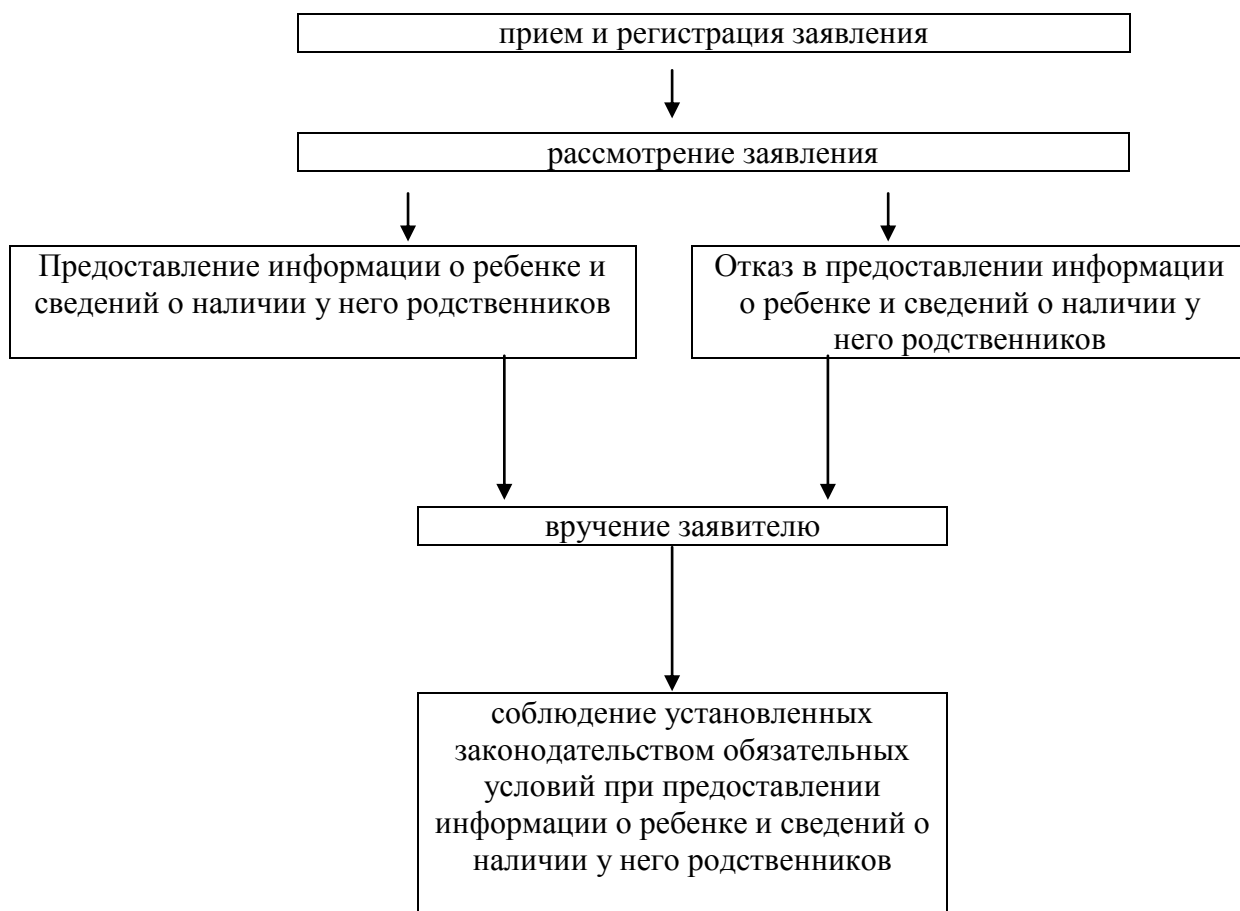 прием и регистрация заявления
рассмотрение заявления
Предоставление информации о ребенке и
сведений о наличии у него родственников
Отказ в предоставлении информации
о ребенке и сведений о наличии у
него родственников
вручение заявителю
соблюдение установленных
законодательством обязательных
условий при предоставлении
информации о ребенке и сведений о
наличии у него родственников